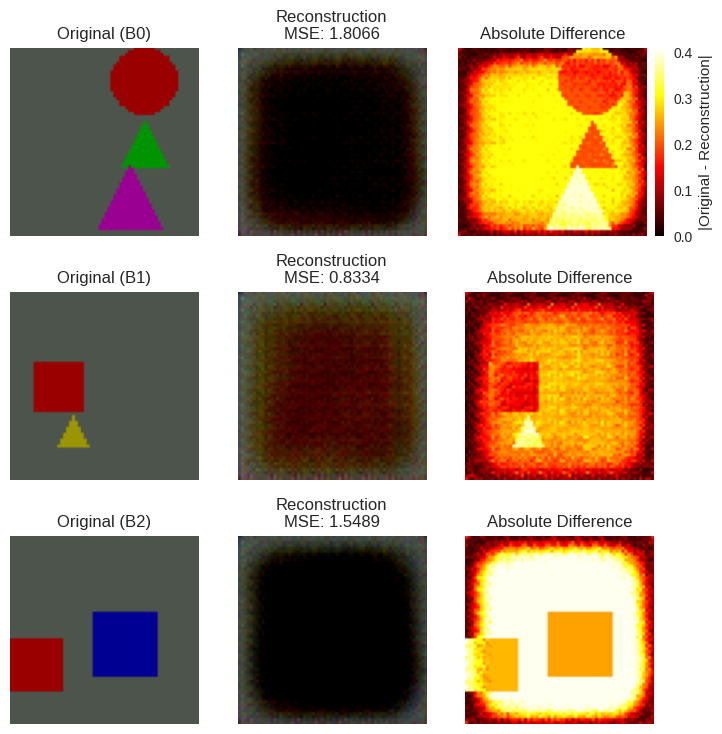 Original (B0)
Reconstruction
MSE: 1.8066
Absolute Difference
0.4
0.3
0.2
0.1
0.0
|Original - Reconstruction|
Original (B1)
Reconstruction
MSE: 0.8334
Absolute Difference
Original (B2)
Reconstruction
MSE: 1.5489
Absolute Difference